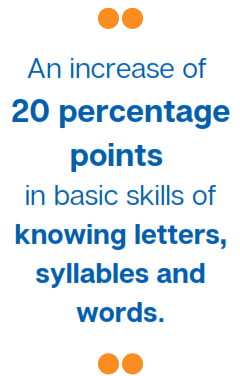 An increase of
20 percentage
points
in basic skills of
knowing letters,
syllables and
words.